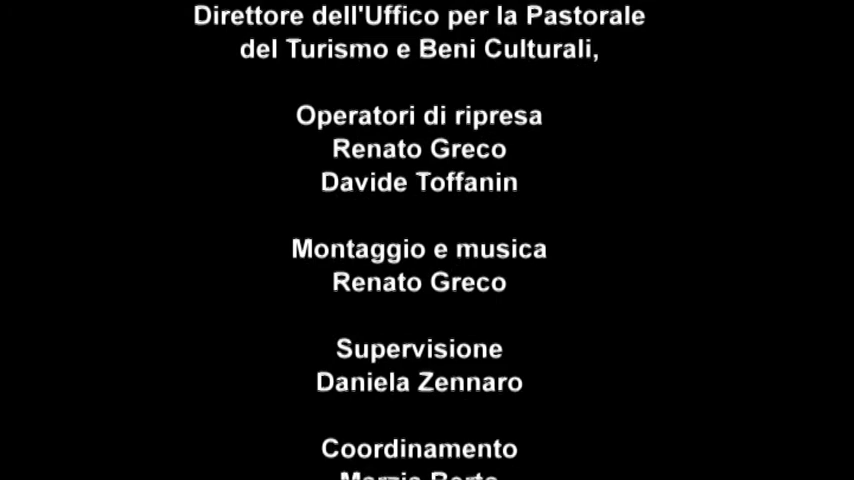 Direttore dell'Uffico per la Pastorale
del Turismo e Beni Culturali,
Operatori di ripresa
Renato Greco
Davide Toffanin
Montaggio e musica
Renato Greco
Supervisione
Daniela Zennaro
Coordinamento